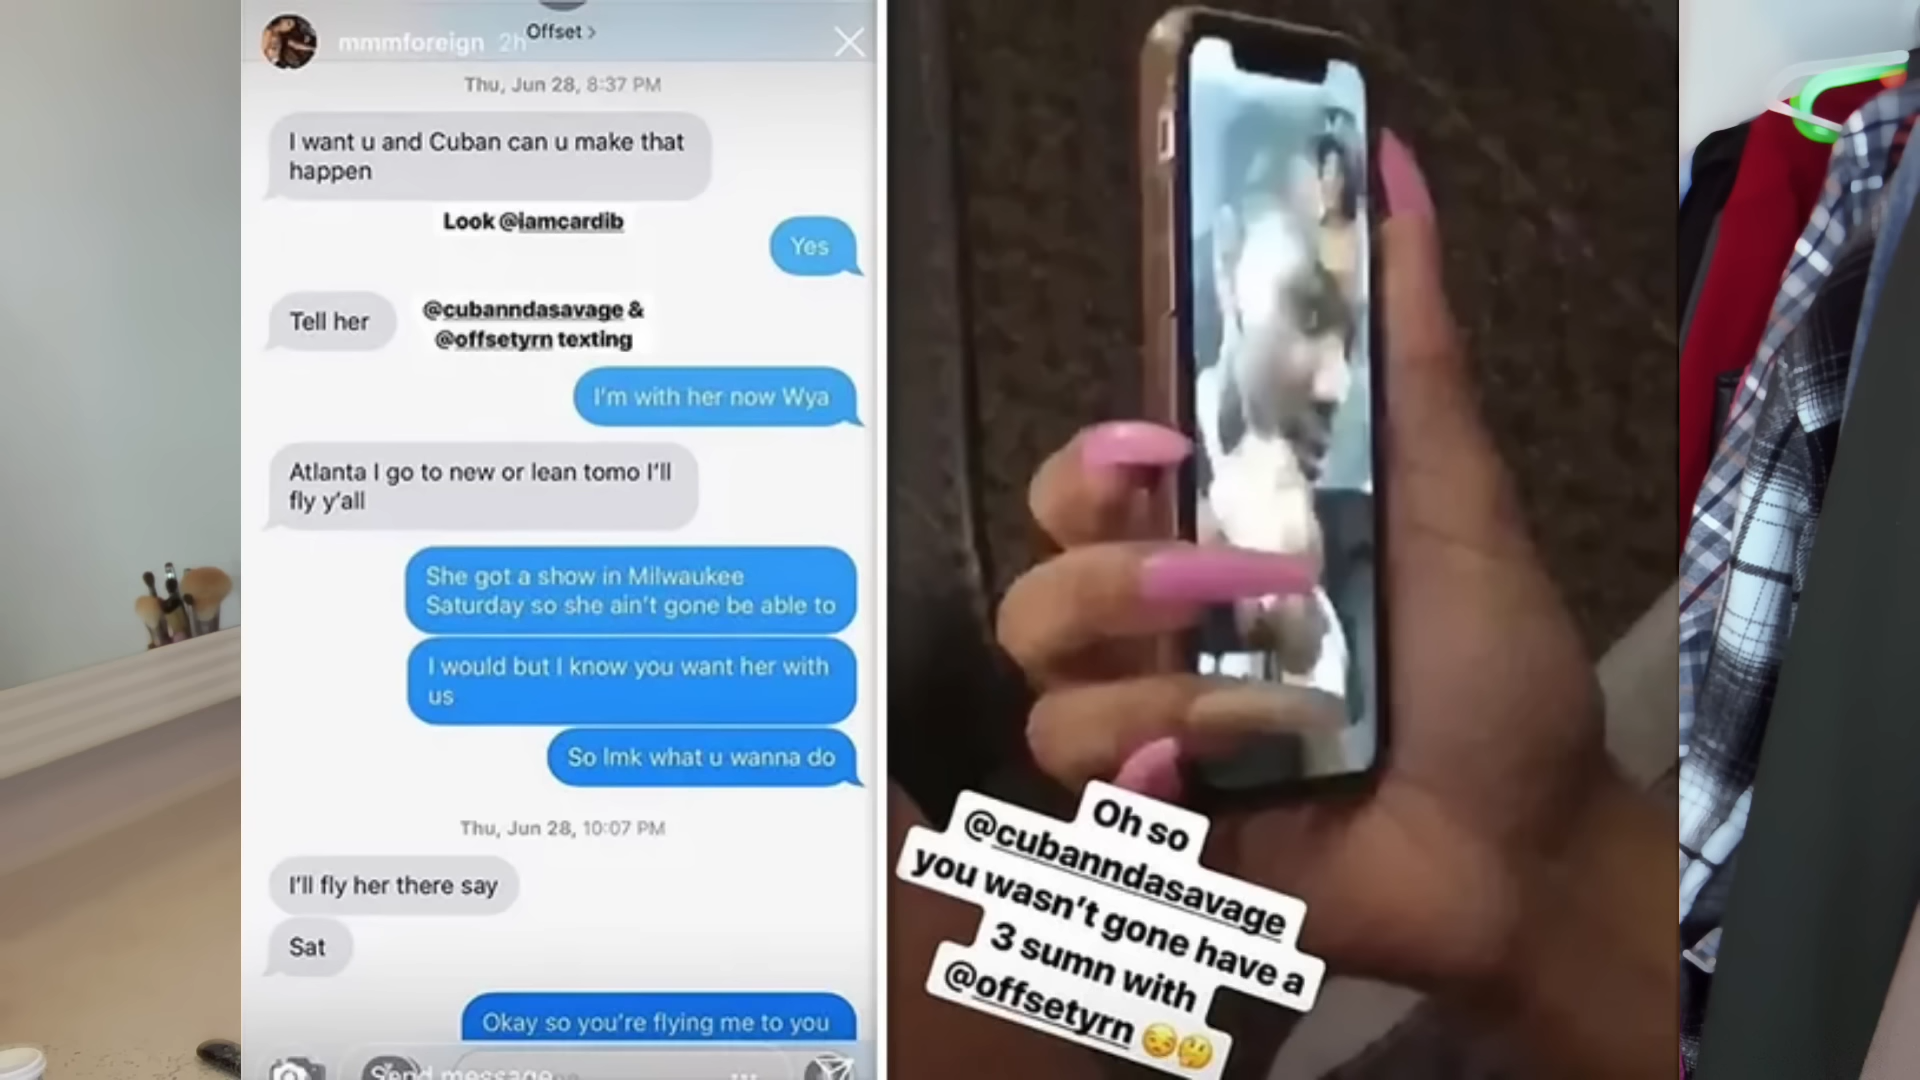 mmmforeign 2h
Offset >
Thu, Jun 28, 8:37 PM
I want u and Cuban can u make that
happen
Look @iamcardib
Yes
Tell her
@cubanndasavage &
@offsetyrn texting
I'm with her now Wya
Atlanta I go to new or lean tomo I'll
fly y'all
She got a show in Milwaukee
Saturday so she ain't gone be able to
I would but I know you want her with
us
So lmk what u wanna do
Thu, Jun 28, 10:07 PM
I'll fly her there say
Sat
Okay so you're flying me to you
Send message
Oh so
@cubanndasavage
you wasn't gone have a
3 sumn with
@offsetyrn 😒🤔